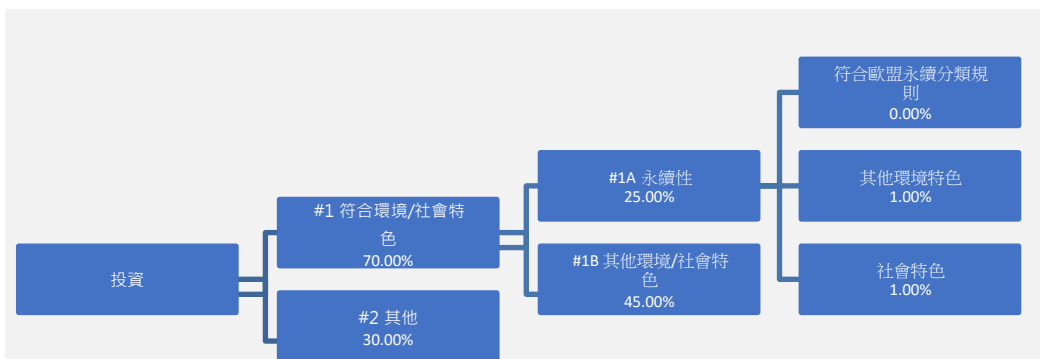 投資
#1 符合環境/社會特
色
70.00%
#2 其他
30.00%
#1A 永續性
25.00%
#1B 其他環境/社會特
色
45.00%
符合歐盟永續分類規
則
0.00%
其他環境特色
1.00%
社會特色
1.00%